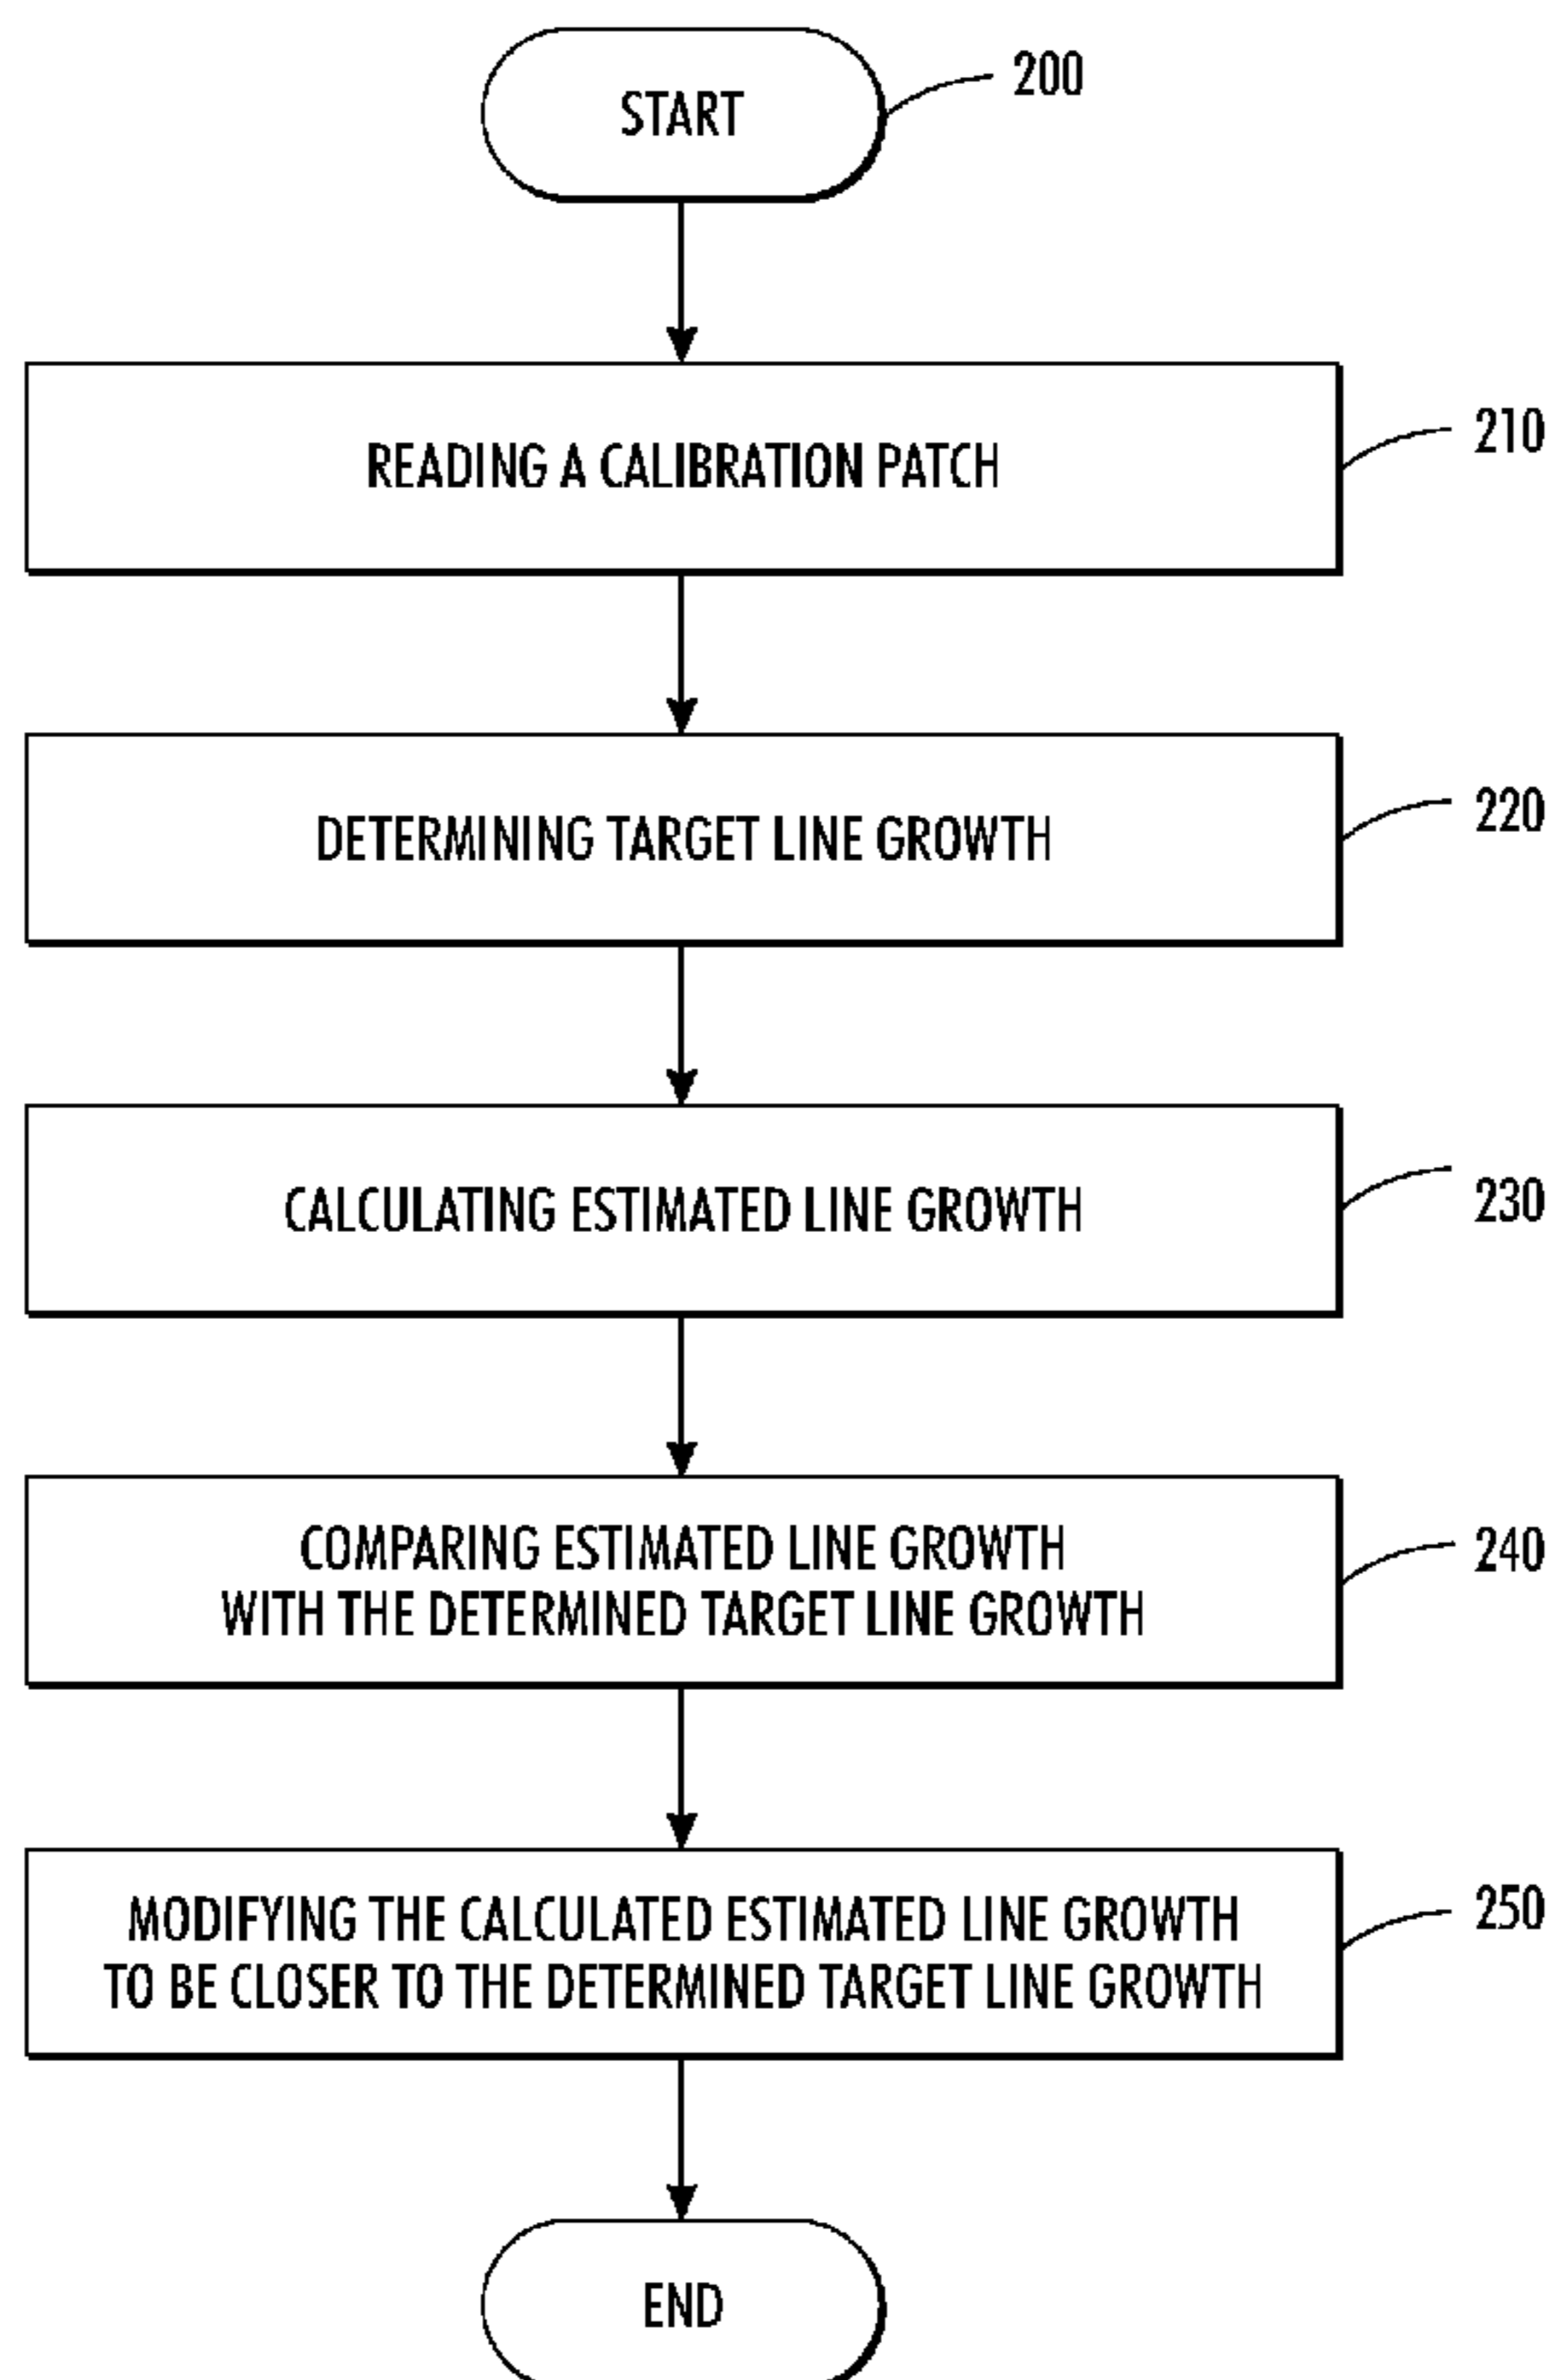 START
200
READING A CALIBRATION PATCH
210
DETERMINING TARGET LINE GROWTH
220
CALCULATING ESTIMATED LINE GROWTH
230
COMPARING ESTIMATED LINE GROWTH
WITH THE DETERMINED TARGET LINE GROWTH
240
MODIFYING THE CALCULATED ESTIMATED LINE GROWTH
TO BE CLOSER TO THE DETERMINED TARGET LINE GROWTH
250
END